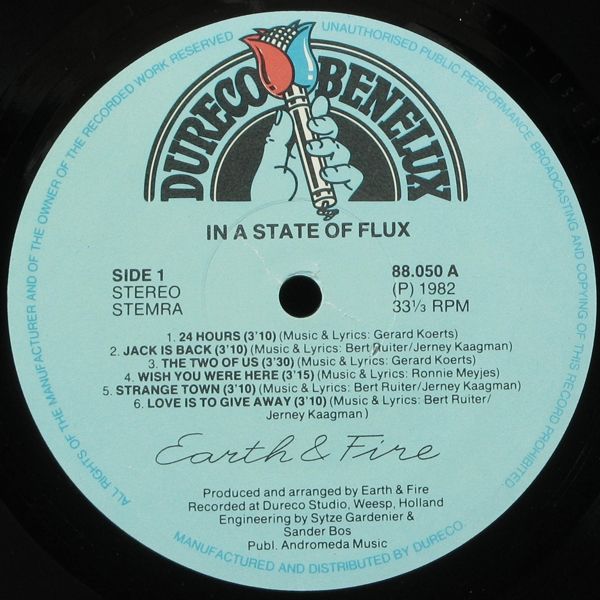 ALL RIGHTS OF THE MANUFACTURER AND OF THE OWNER OF THE RECORDED WORK RESERVED
UNAUTHORISED PUBLIC PERFORMANCE BROADCASTING AND COPYING OF THIS RECORD PROHIBITED
DURECO BENELUX
IN A STATE OF FLUX
SIDE 1
STEREO
STEMRA
88.050 A
(P) 1982
33⅓ RPM
1. 24 HOURS (3'10) (Music & Lyrics: Gerard Koerts)
2. JACK IS BACK (3'10) (Music & Lyrics: Bert Ruiter/Jerney Kaagman)
3. THE TWO OF US (3'30) (Music & Lyrics: Gerard Koerts)
4. WISH YOU WERE HERE (3'15) (Music & Lyrics: Ronnie Meyjes)
5. STRANGE TOWN (3'10) (Music & Lyrics: Bert Ruiter/Jerney Kaagman)
6. LOVE IS TO GIVE AWAY (3'10) (Music & Lyrics: Bert Ruiter/
Jerney Kaagman)
Earth & Fire
Produced and arranged by Earth & Fire
Recorded at Dureco Studio, Weesp, Holland
Engineering by Sytze Gardenier &
Sander Bos
Publ. Andromeda Music
MANUFACTURED AND DISTRIBUTED BY DURECO